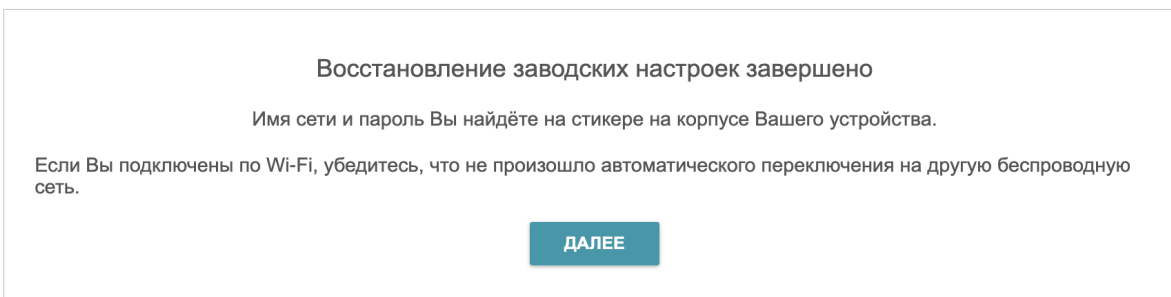 Восстановление заводских настроек завершено
Имя сети и пароль Вы найдёте на стикере на корпусе Вашего устройства.
Если Вы подключены по Wi-Fi, убедитесь, что не произошло автоматического переключения на другую беспроводную
сеть.
ДАЛЕЕ